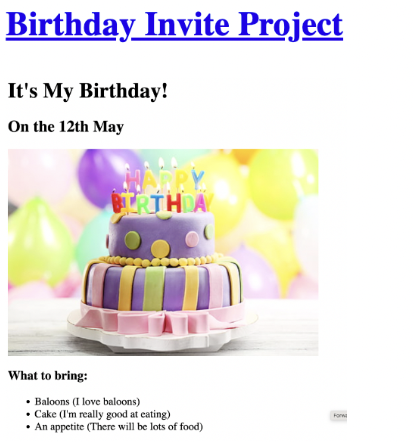 Birthday Invite Project
It's My Birthday!
On the 12th May
HAPPY
BIRTHDAY
What to bring:
Baloons (I love baloons)
Cake (I'm really good at eating)
An appetite (There will be lots of food)